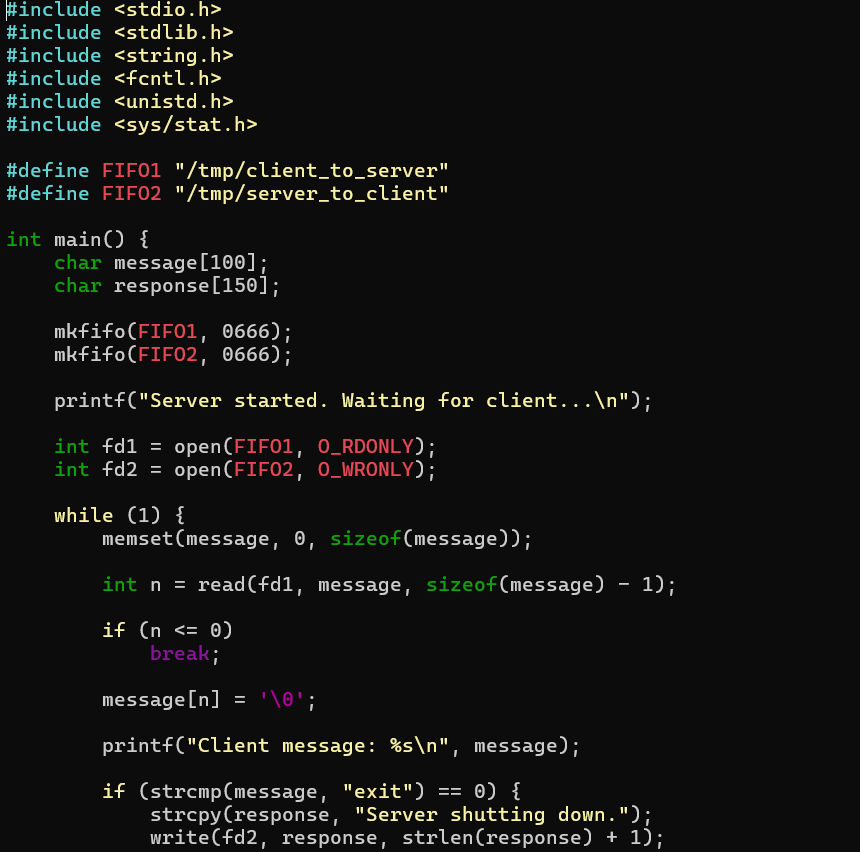 #include <stdio.h>
#include <stdlib.h>
#include <string.h>
#include <fcntl.h>
#include <unistd.h>
#include <sys/stat.h>

#define FIFO1 "/tmp/client_to_server"
#define FIFO2 "/tmp/server_to_client"

int main() {
    char message[100];
    char response[150];

    mkfifo(FIFO1, 0666);
    mkfifo(FIFO2, 0666);

    printf("Server started. Waiting for client...\n");

    int fd1 = open(FIFO1, O_RDONLY);
    int fd2 = open(FIFO2, O_WRONLY);

    while (1) {
        memset(message, 0, sizeof(message));

        int n = read(fd1, message, sizeof(message) - 1);

        if (n <= 0)
            break;

        message[n] = '\0';

        printf("Client message: %s\n", message);

        if (strcmp(message, "exit") == 0) {
            strcpy(response, "Server shutting down.");
            write(fd2, response, strlen(response) + 1);